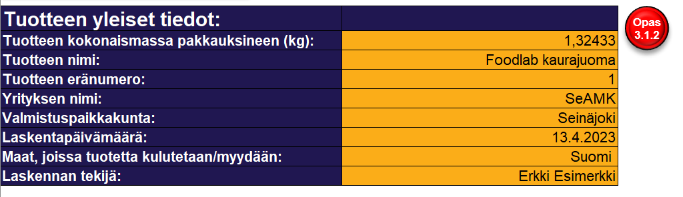 Tuotteen yleiset tiedot:
Tuotteen kokonaismassa pakkauksineen (kg): 1,32433
Tuotteen nimi: Foodlab kaurajuoma
Tuotteen eränumero: 1
Yrityksen nimi: SeAMK
Valmistuspaikkakunta: Seinäjoki
Laskentapäivämäärä: 13.4.2023
Maat, joissa tuotetta kulutetaan/myydään: Suomi
Laskennan tekijä: Erkki Esimerkki
Opas
3.1.2